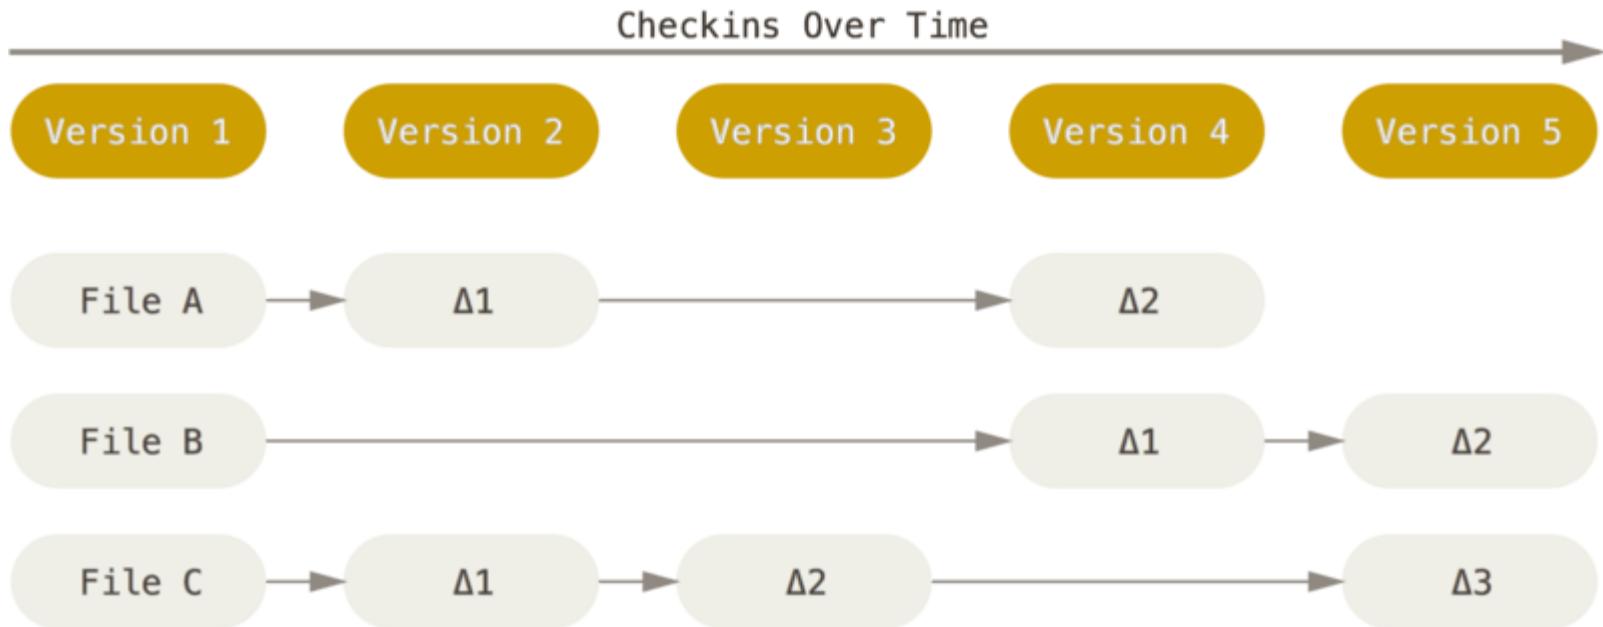 Checkins Over Time
Version 1 Version 2 Version 3 Version 4 Version 5
File A Δ1 Δ2
File B Δ1 Δ2
File C Δ1 Δ2 Δ3